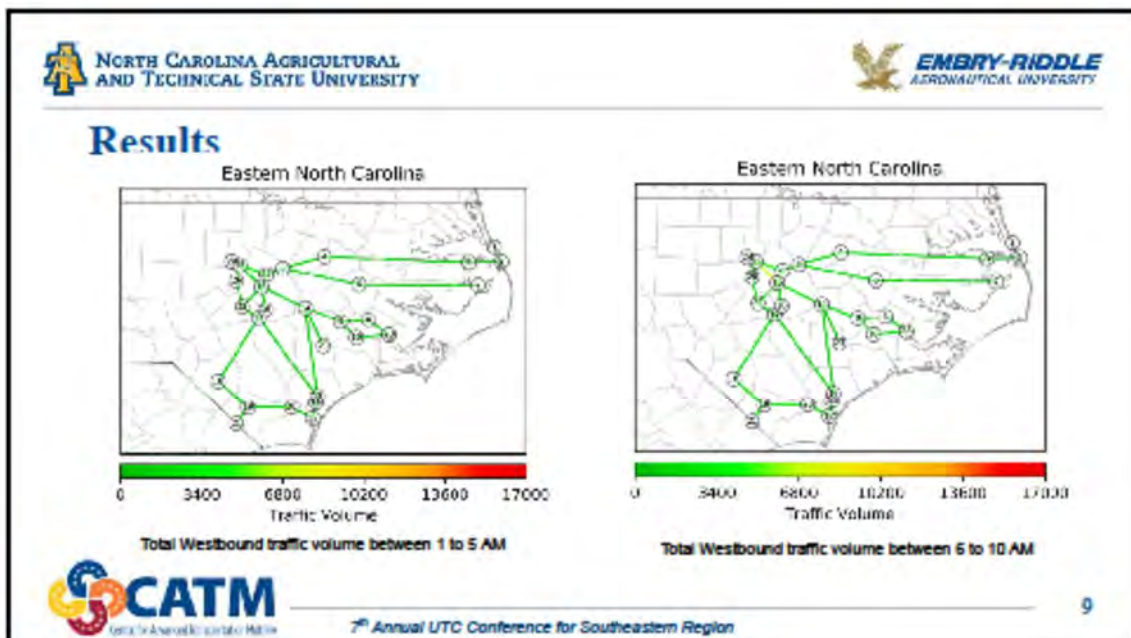 NORTH CAROLINA AGRICULTURAL
AND TECHNICAL STATE UNIVERSITY
EMBRY-RIDDLE
AERONAUTICAL UNIVERSITY
Results
Eastern North Carolina
Eastern North Carolina
0 3400 6800 10200 13600 17000
Traffic Volume
Total Westbound traffic volume between 1 to 5 AM
0 3400 6800 10200 13600 17000
Traffic Volume
Total Westbound traffic volume between 6 to 10 AM
CATM
7th Annual UTC Conference for Southeastern Region
9